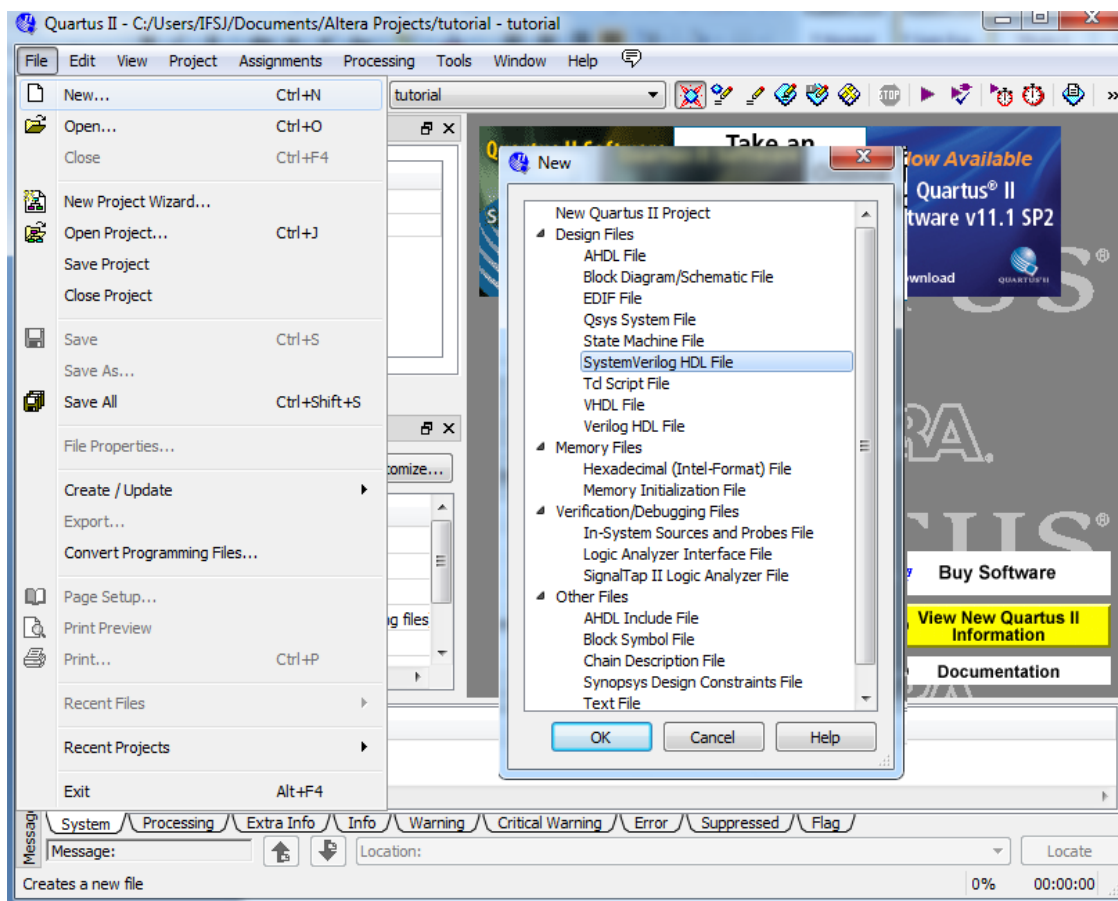 Quartus II - C:/Users/IFSJ/Documents/Altera Projects/tutorial - tutorial
File Edit View Project Assignments Processing Tools Window Help
New... Ctrl+N
Open... Ctrl+O
Close Ctrl+F4
New Project Wizard...
Open Project... Ctrl+J
Save Project
Close Project
Save Ctrl+S
Save As...
Save All Ctrl+Shift+S
File Properties...
Create / Update
Export...
Convert Programming Files...
Page Setup...
Print Preview
Print... Ctrl+P
Recent Files
Recent Projects
Exit Alt+F4
tutorial
STOP
Take an
New
New Quartus II Project
Design Files
AHDL File
Block Diagram/Schematic File
EDIF File
Qsys System File
State Machine File
SystemVerilog HDL File
Tcl Script File
VHDL File
Verilog HDL File
Memory Files
Hexadecimal (Intel-Format) File
Memory Initialization File
Verification/Debugging Files
In-System Sources and Probes File
Logic Analyzer Interface File
SignalTap II Logic Analyzer File
Other Files
AHDL Include File
Block Symbol File
Chain Description File
Synopsys Design Constraints File
Text File
OK Cancel Help
Available
Quartus® II
v11.1 SP2
QUARTUS II
files
Buy Software
View New Quartus II
Information
Documentation
System Processing Extra Info Info Warning Critical Warning Error Suppressed Flag
Message: Location: Locate
Creates a new file 0% 00:00:00